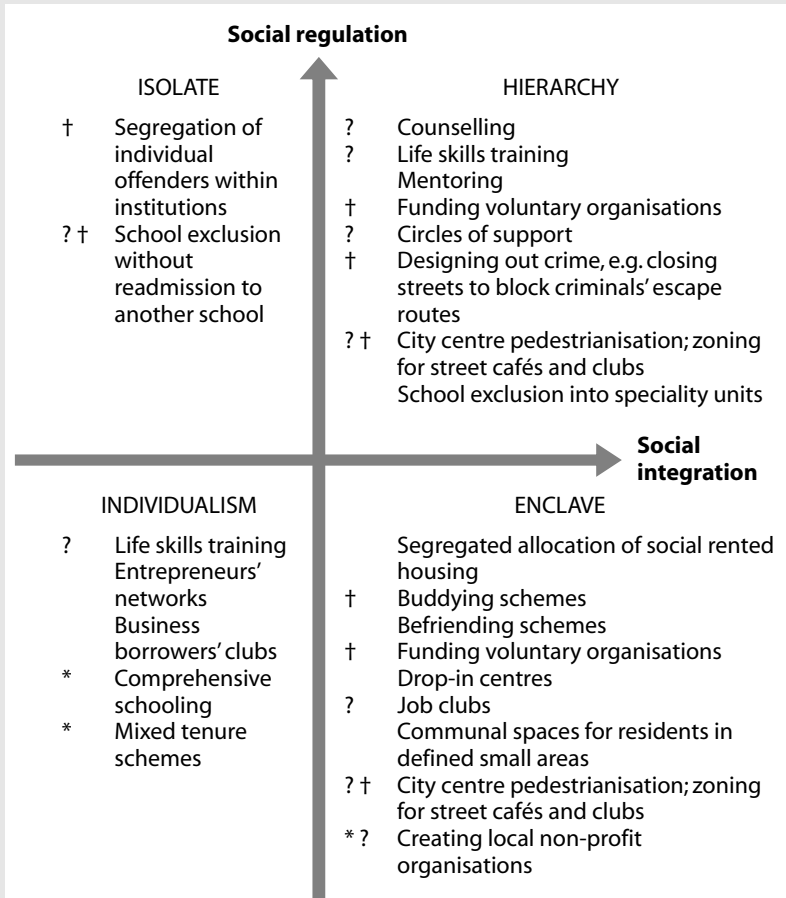 Social regulation
ISOLATE
† Segregation of
individual
offenders within
institutions
? † School exclusion
without
readmission to
another school
HIERARCHY
? Counselling
? Life skills training
Mentoring
† Funding voluntary organisations
? Circles of support
† Designing out crime, e.g. closing
streets to block criminals’ escape
routes
? † City centre pedestrianisation; zoning
for street cafés and clubs
School exclusion into speciality units
Social
integration
INDIVIDUALISM
? Life skills training
Entrepreneurs’
networks
Business
borrowers’ clubs
* Comprehensive
schooling
* Mixed tenure
schemes
ENCLAVE
Segregated allocation of social rented
housing
† Buddying schemes
Befriending schemes
† Funding voluntary organisations
Drop-in centres
? Job clubs
Communal spaces for residents in
defined small areas
? † City centre pedestrianisation; zoning
for street cafés and clubs
* ? Creating local non-profit
organisations